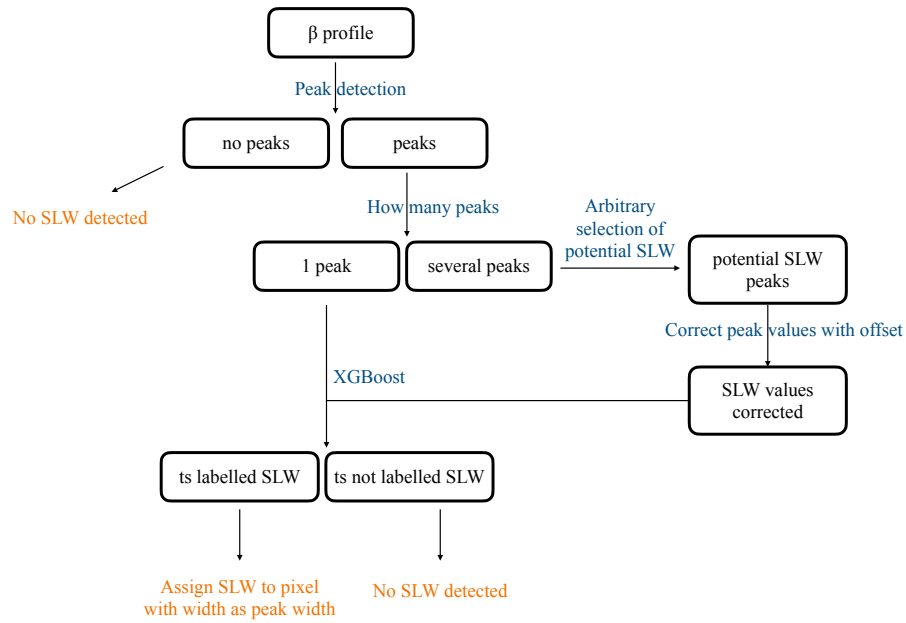 β profile
Peak detection
no peaks
peaks
No SLW detected
How many peaks
Arbitrary
selection of
potential SLW
1 peak
several peaks
potential SLW
peaks
Correct peak values with offset
XGBoost
SLW values
corrected
ts labelled SLW
ts not labelled SLW
Assign SLW to pixel
with width as peak width
No SLW detected